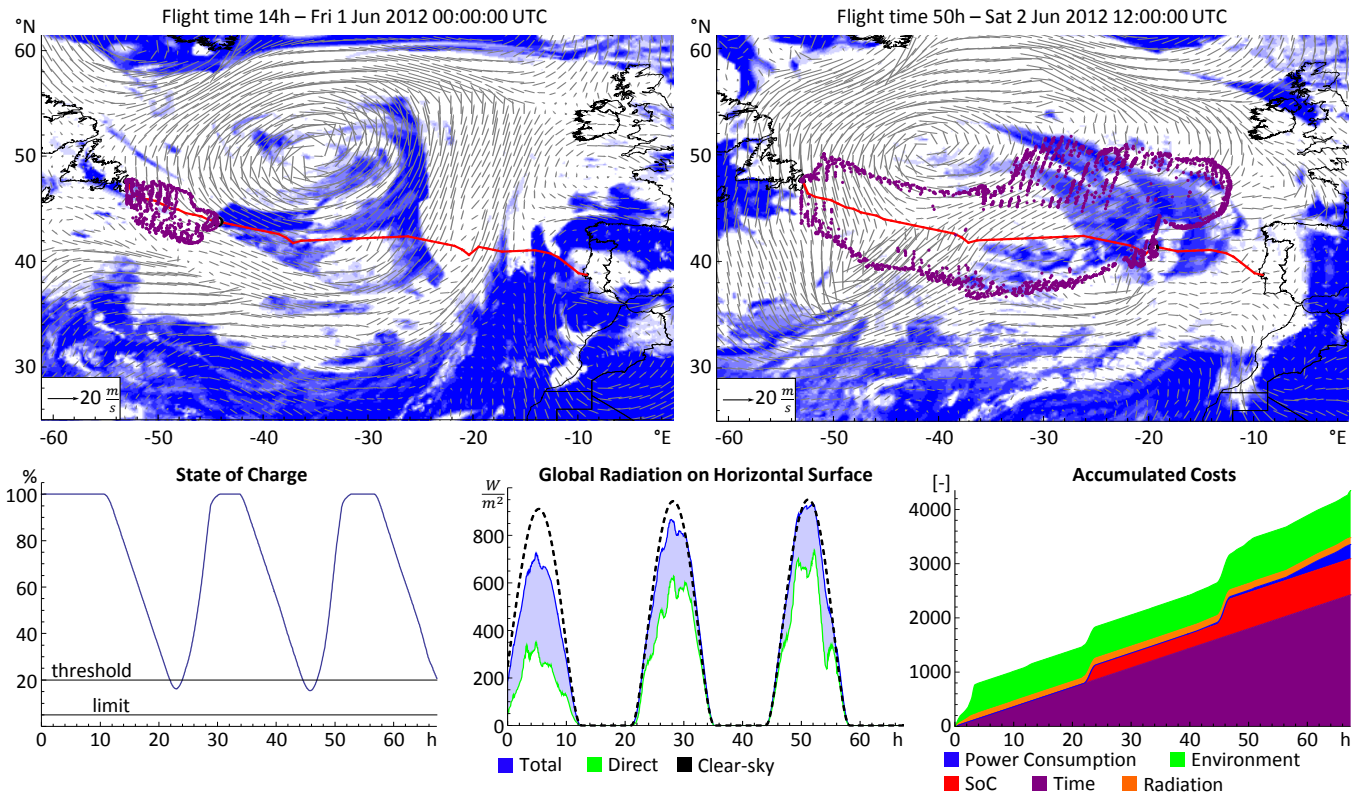 Flight time 14h – Fri 1 Jun 2012 00:00:00 UTC
Flight time 50h – Sat 2 Jun 2012 12:00:00 UTC
°N
60
50
40
30
20 m/s
-60 -50 -40 -30 -20 -10 °E
°N
60
50
40
30
20 m/s
-60 -50 -40 -30 -20 -10 °E
State of Charge
%
100
80
60
40
20
0
threshold
limit
0 10 20 30 40 50 60 h
Global Radiation on Horizontal Surface
W/m²
800
600
400
200
0
0 10 20 30 40 50 60 h
Total Direct Clear-sky
Accumulated Costs
[-]
4000
3000
2000
1000
0
0 10 20 30 40 50 60 h
Power Consumption Environment
SoC Time Radiation